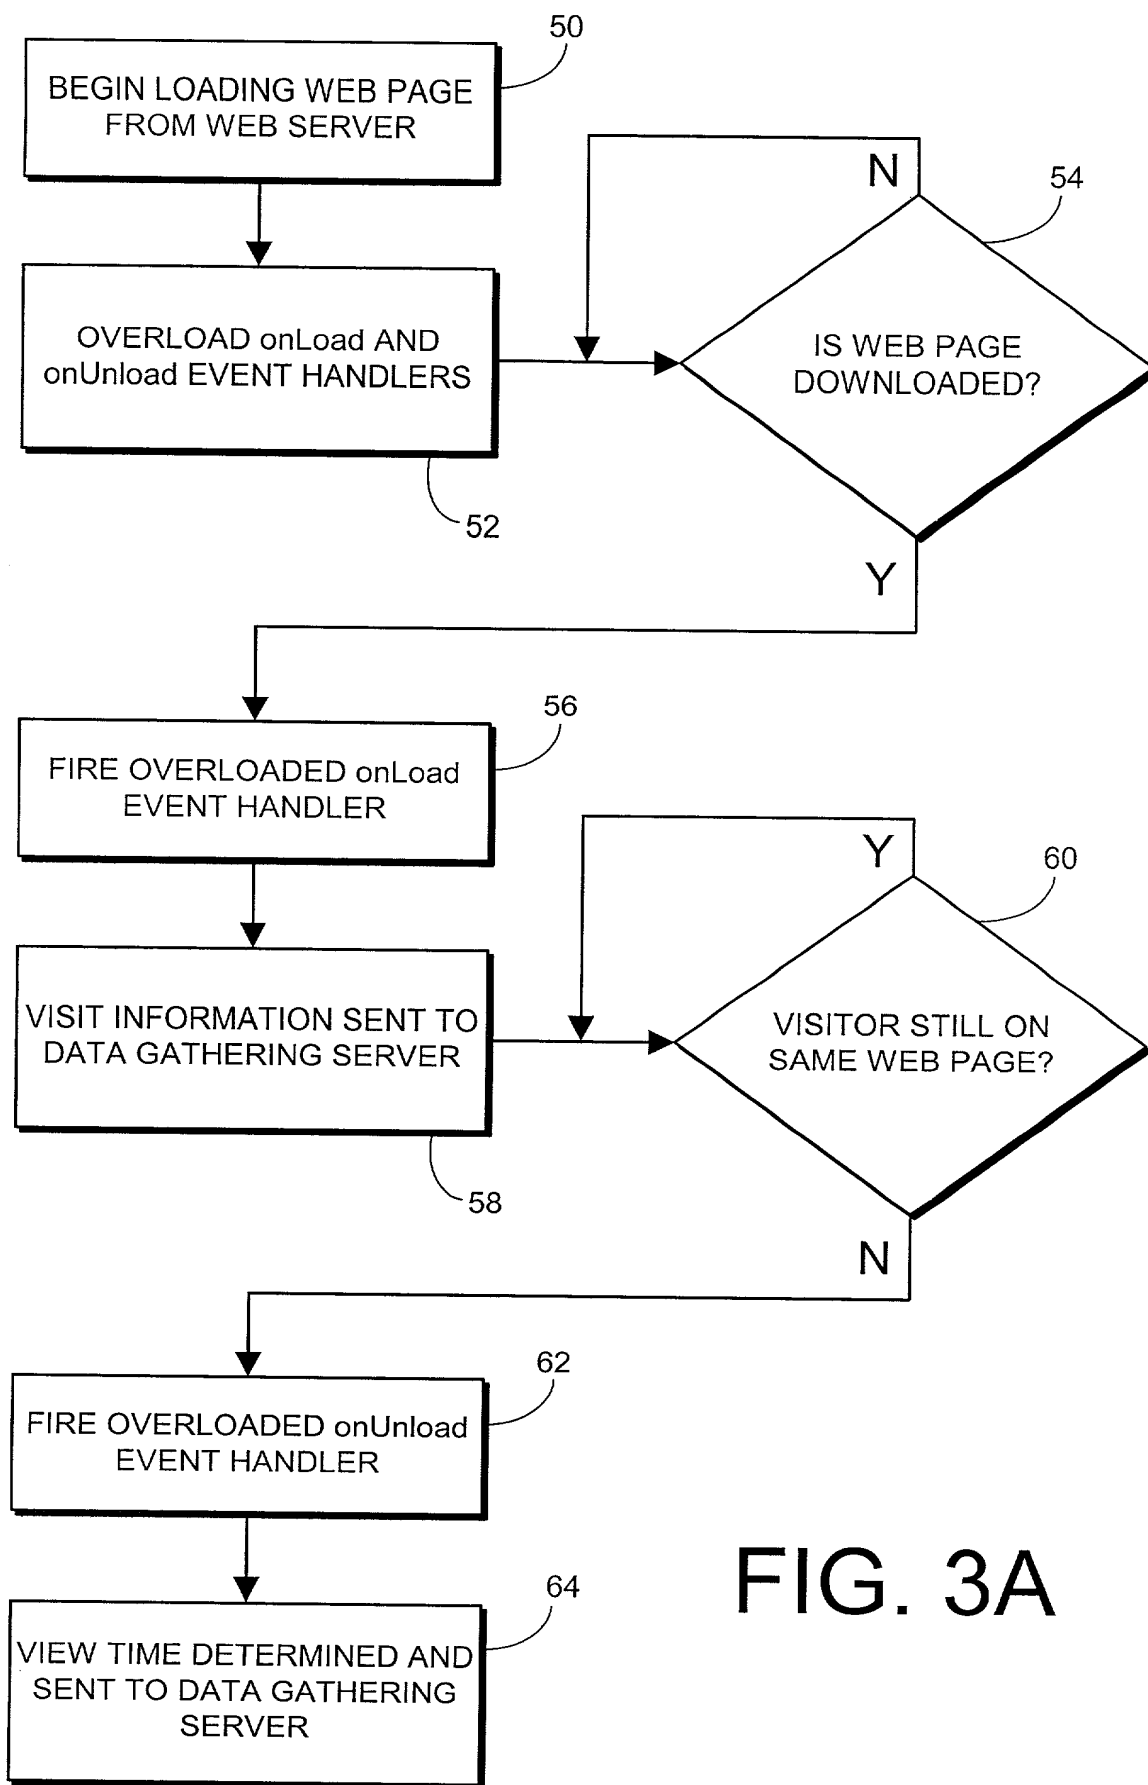 50
BEGIN LOADING WEB PAGE
FROM WEB SERVER
N
54
OVERLOAD onLoad AND
onUnload EVENT HANDLERS
IS WEB PAGE
DOWNLOADED?
52
Y
56
FIRE OVERLOADED onLoad
EVENT HANDLER
Y
60
VISIT INFORMATION SENT TO
DATA GATHERING SERVER
VISITOR STILL ON
SAME WEB PAGE?
58
N
62
FIRE OVERLOADED onUnload
EVENT HANDLER
64
VIEW TIME DETERMINED AND
SENT TO DATA GATHERING
SERVER
FIG. 3A